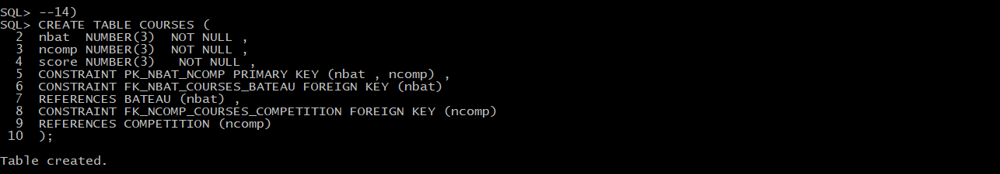 SQL> --14)
SQL> CREATE TABLE COURSES (
  2  nbat  NUMBER(3)  NOT NULL ,
  3  ncomp NUMBER(3)  NOT NULL ,
  4  score NUMBER(3)   NOT NULL ,
  5  CONSTRAINT PK_NBAT_NCOMP PRIMARY KEY (nbat , ncomp) ,
  6  CONSTRAINT FK_NBAT_COURSES_BATEAU FOREIGN KEY (nbat)
  7  REFERENCES BATEAU (nbat) ,
  8  CONSTRAINT FK_NCOMP_COURSES_COMPETITION FOREIGN KEY (ncomp)
  9  REFERENCES COMPETITION (ncomp)
 10  );
Table created.